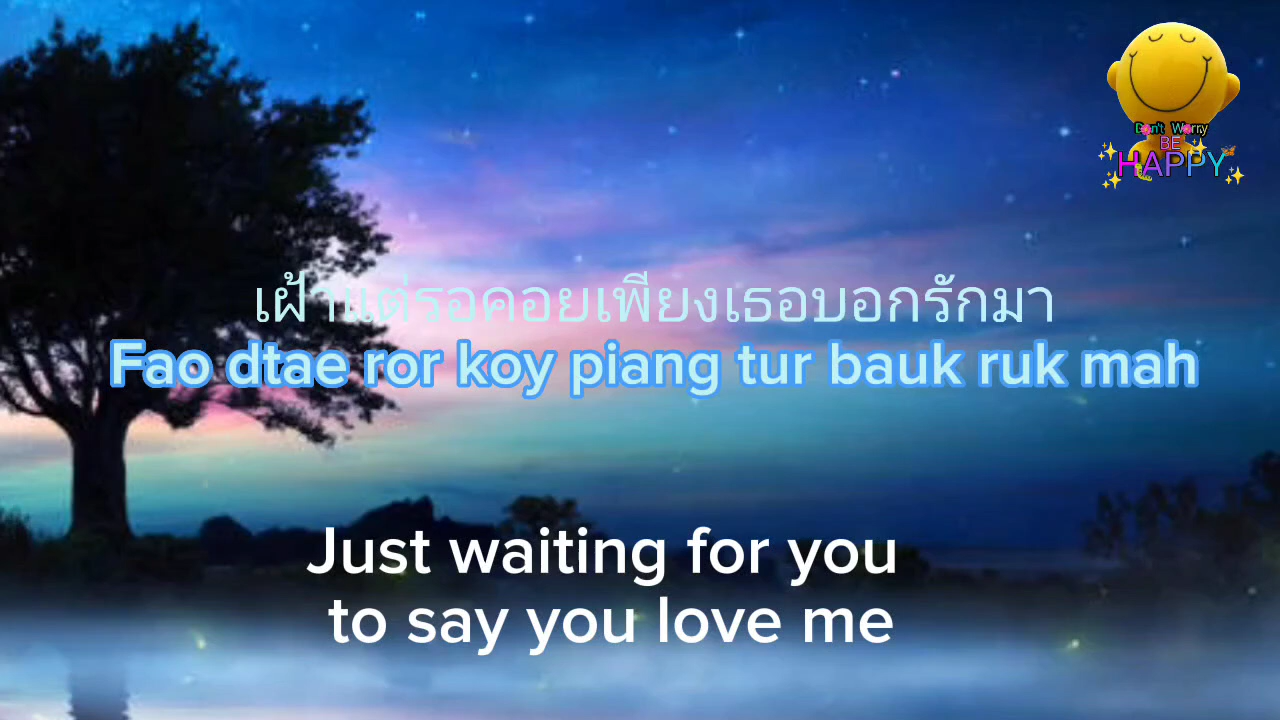 Don't Worry
BE
HAPPY
เฝ้าแต่รอคอยเพียงเธอบอกรักมา
Fao dtae ror koy piang tur bauk ruk mah
Just waiting for you
to say you love me